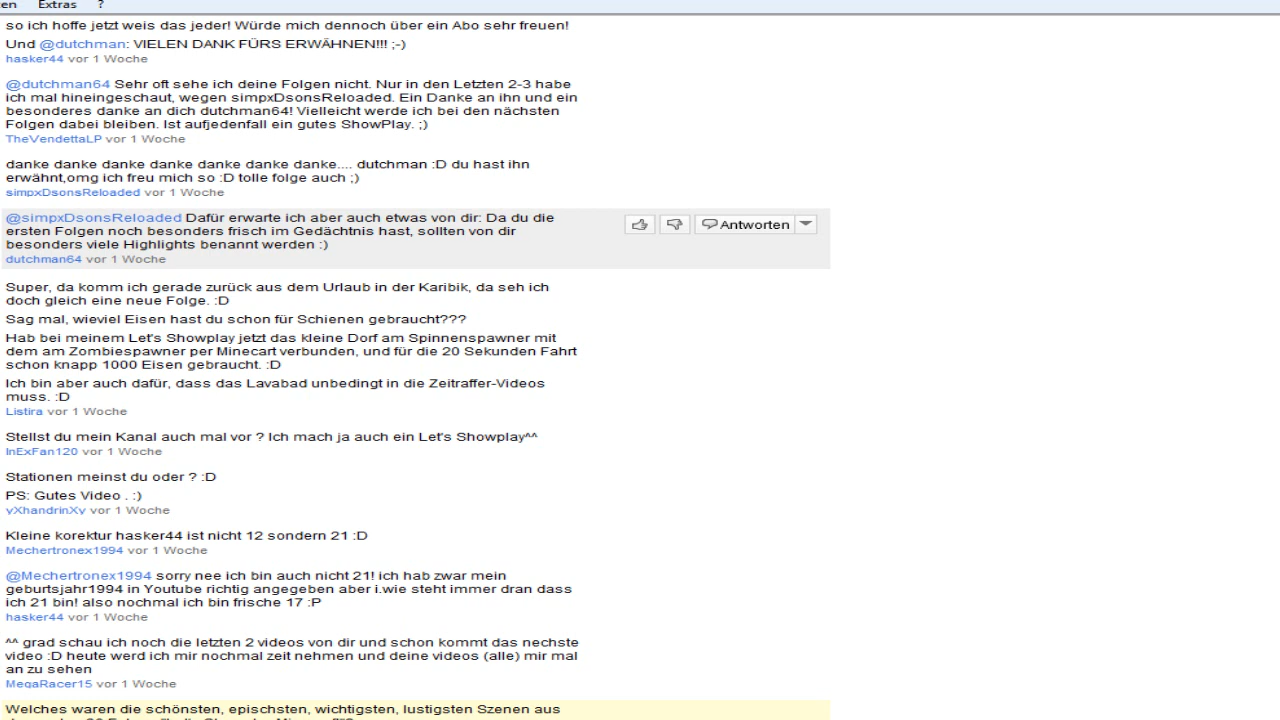 en Extras ?
so ich hoffe jetzt weis das jeder! Würde mich dennoch über ein Abo sehr freuen!
Und @dutchman: VIELEN DANK FÜRS ERWÄHNEN!!! ;-)
hasker44 vor 1 Woche
@dutchman64 Sehr oft sehe ich deine Folgen nicht. Nur in den Letzten 2-3 habe
ich mal hineingeschaut, wegen simpxDsonsReloaded. Ein Danke an ihn und ein
besonderes danke an dich dutchman64! Vielleicht werde ich bei den nächsten
Folgen dabei bleiben. Ist aufjedenfall ein gutes ShowPlay. ;)
TheVendettaLP vor 1 Woche
danke danke danke danke danke danke danke.... dutchman :D du hast ihn
erwähnt,omg ich freu mich so :D tolle folge auch ;)
simpxDsonsReloaded vor 1 Woche
@simpxDsonsReloaded Dafür erwarte ich aber auch etwas von dir: Da du die
ersten Folgen noch besonders frisch im Gedächtnis hast, sollten von dir
besonders viele Highlights benannt werden :)
Antworten
dutchman64 vor 1 Woche
Super, da komm ich gerade zurück aus dem Urlaub in der Karibik, da seh ich
doch gleich eine neue Folge. :D
Sag mal, wieviel Eisen hast du schon für Schienen gebraucht???
Hab bei meinem Let's Showplay jetzt das kleine Dorf am Spinnenspawner mit
dem am Zombiespawner per Minecart verbunden, und für die 20 Sekunden Fahrt
schon knapp 1000 Eisen gebraucht. :D
Ich bin aber auch dafür, dass das Lavabad unbedingt in die Zeitraffer-Videos
muss. :D
Listira vor 1 Woche
Stellst du mein Kanal auch mal vor ? Ich mach ja auch ein Let's Showplay^^
InExFan120 vor 1 Woche
Stationen meinst du oder ? :D
PS: Gutes Video . :)
yXhandrinXy vor 1 Woche
Kleine korektur hasker44 ist nicht 12 sondern 21 :D
Mechertronex1994 vor 1 Woche
@Mechertronex1994 sorry nee ich bin auch nicht 21! ich hab zwar mein
geburtsjahr1994 in Youtube richtig angegeben aber i.wie steht immer dran dass
ich 21 bin! also nochmal ich bin frische 17 :P
hasker44 vor 1 Woche
^^ grad schau ich noch die letzten 2 videos von dir und schon kommt das nechste
video :D heute werd ich mir nochmal zeit nehmen und deine videos (alle) mir mal
an zu sehen
MegaRacer15 vor 1 Woche
Welches waren die schönsten, epischsten, wichtigsten, lustigsten Szenen aus